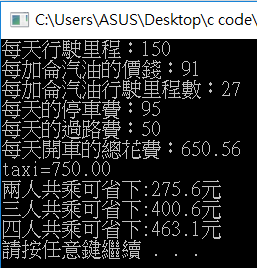 C:\Users\ASUS\Desktop\c code\
每天行駛里程：150
每加侖汽油的價錢：91
每加侖汽油行駛里程數：27
每天的停車費：95
每天的過路費：50
每天開車的總花費：650.56
taxi=750.00
兩人共乘可省下:275.6元
三人共乘可省下:400.6元
四人共乘可省下:463.1元
請按任意鍵繼續 . . .